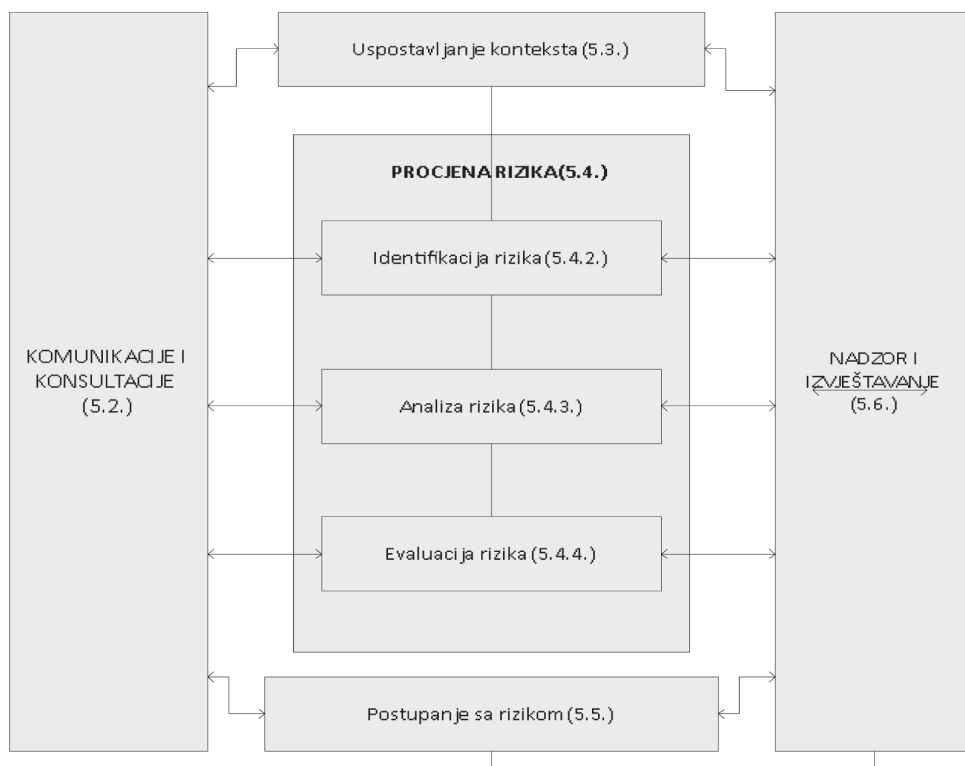 Uspostavljanje konteksta (5.3.)
PROCJENA RIZIKA(5.4.)
Identifikacija rizika (5.4.2.)
KOMUNIKACIJE I
KONSULTACIJE
(5.2.)
NADZOR I
IZVJEŠTAVANJE
(5.6.)
Analiza rizika (5.4.3.)
Evaluacija rizika (5.4.4.)
Postupanje sa rizikom (5.5.)